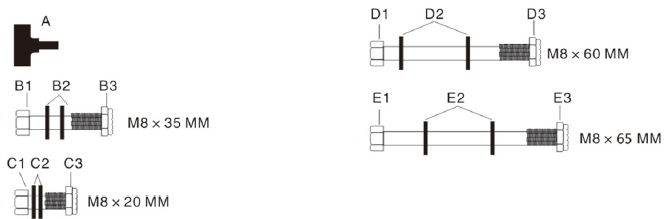 A
B1 B2 B3
M8 × 35 MM
C1 C2 C3
M8 × 20 MM
D1 D2 D3
M8 × 60 MM
E1 E2 E3
M8 × 65 MM